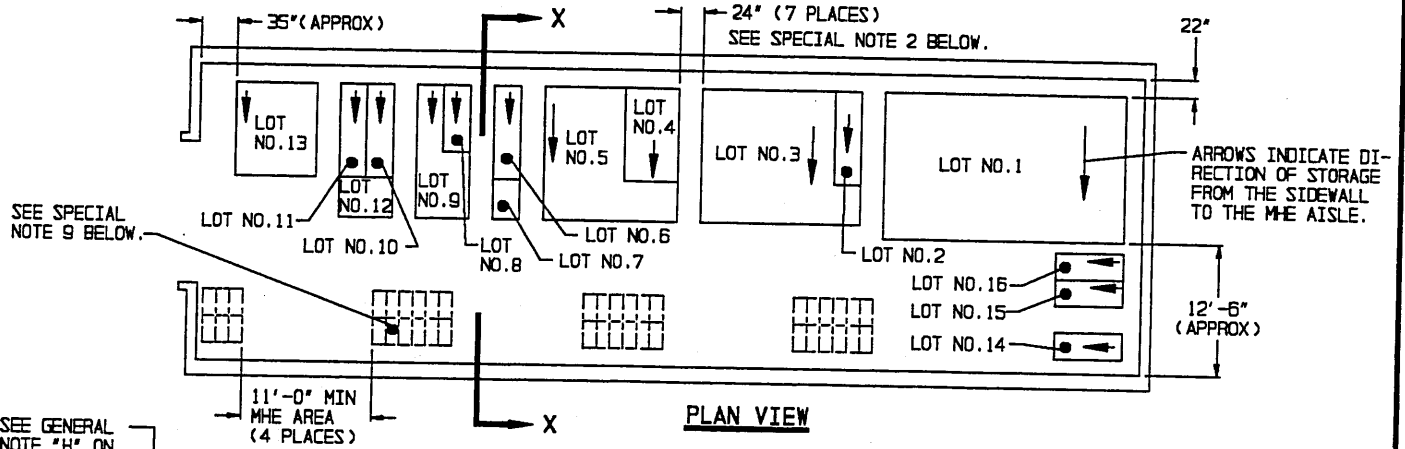 35"(APPROX)
X
24" (7 PLACES)
SEE SPECIAL NOTE 2 BELOW.
22"
LOT
NO.13
LOT
NO.4
LOT
NO.5
LOT NO.3
LOT NO.1
ARROWS INDICATE DI-
RECTION OF STORAGE
FROM THE SIDEWALL
TO THE MHE AISLE.
LOT
NO.12
LOT
NO.9
SEE SPECIAL
NOTE 9 BELOW.
LOT NO.11
LOT NO.10
LOT
NO.8
LOT NO.6
LOT NO.7
LOT NO.2
LOT NO.16
LOT NO.15
LOT NO.14
12'-6"
(APPROX)
11'-0" MIN
MHE AREA
(4 PLACES)
X
PLAN VIEW
SEE GENERAL
NOTE "H" ON